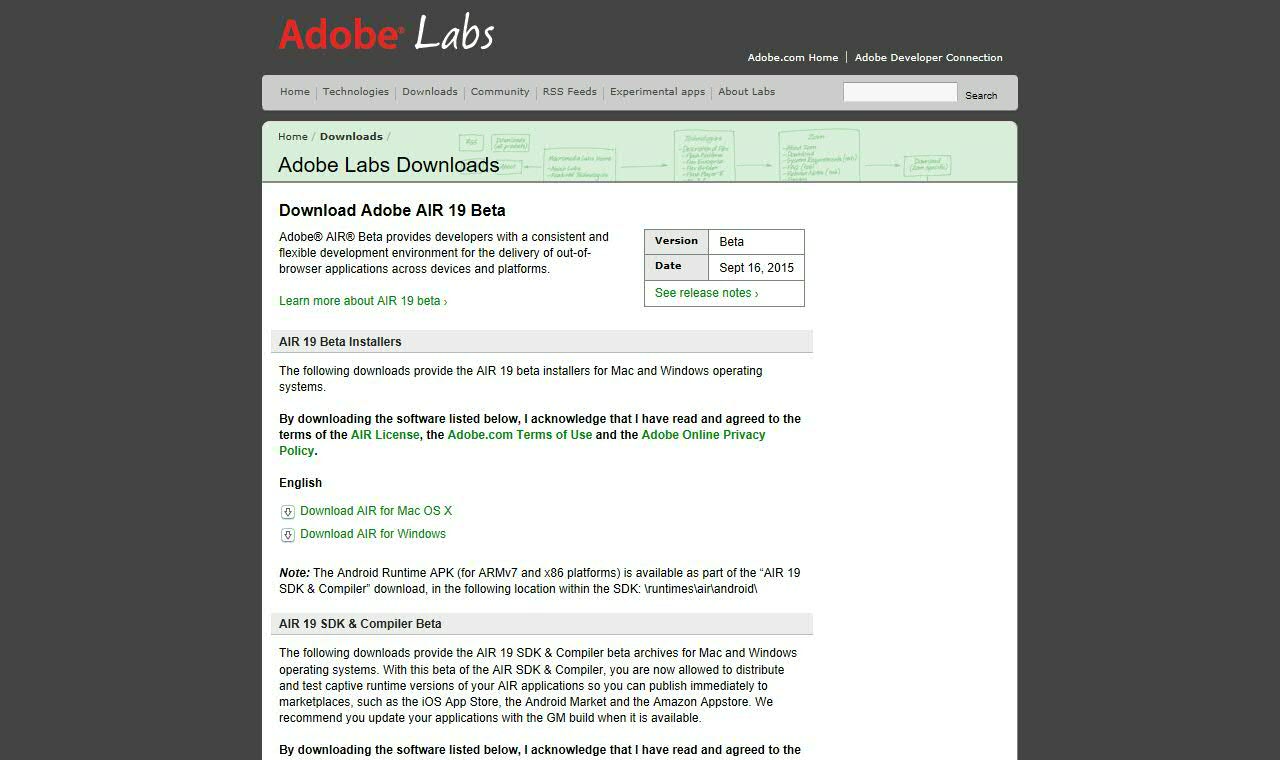 Adobe® Labs
Adobe.com Home | Adobe Developer Connection
Home | Technologies | Downloads | Community | RSS Feeds | Experimental apps | About Labs
Search
Home / Downloads /
Adobe Labs Downloads
Download Adobe AIR 19 Beta
Adobe® AIR® Beta provides developers with a consistent and
flexible development environment for the delivery of out-of-
browser applications across devices and platforms.
Learn more about AIR 19 beta ›
Version Beta
Date Sept 16, 2015
See release notes ›
AIR 19 Beta Installers
The following downloads provide the AIR 19 beta installers for Mac and Windows operating
systems.
By downloading the software listed below, I acknowledge that I have read and agreed to the
terms of the AIR License, the Adobe.com Terms of Use and the Adobe Online Privacy
Policy.
English
Download AIR for Mac OS X
Download AIR for Windows
Note: The Android Runtime APK (for ARMv7 and x86 platforms) is available as part of the “AIR 19
SDK & Compiler” download, in the following location within the SDK: \runtimes\air\android\
AIR 19 SDK & Compiler Beta
The following downloads provide the AIR 19 SDK & Compiler beta archives for Mac and Windows
operating systems. With this beta of the AIR SDK & Compiler, you are now allowed to distribute
and test captive runtime versions of your AIR applications so you can publish immediately to
marketplaces, such as the iOS App Store, the Android Market and the Amazon Appstore. We
recommend you update your applications with the GM build when it is available.
By downloading the software listed below, I acknowledge that I have read and agreed to the